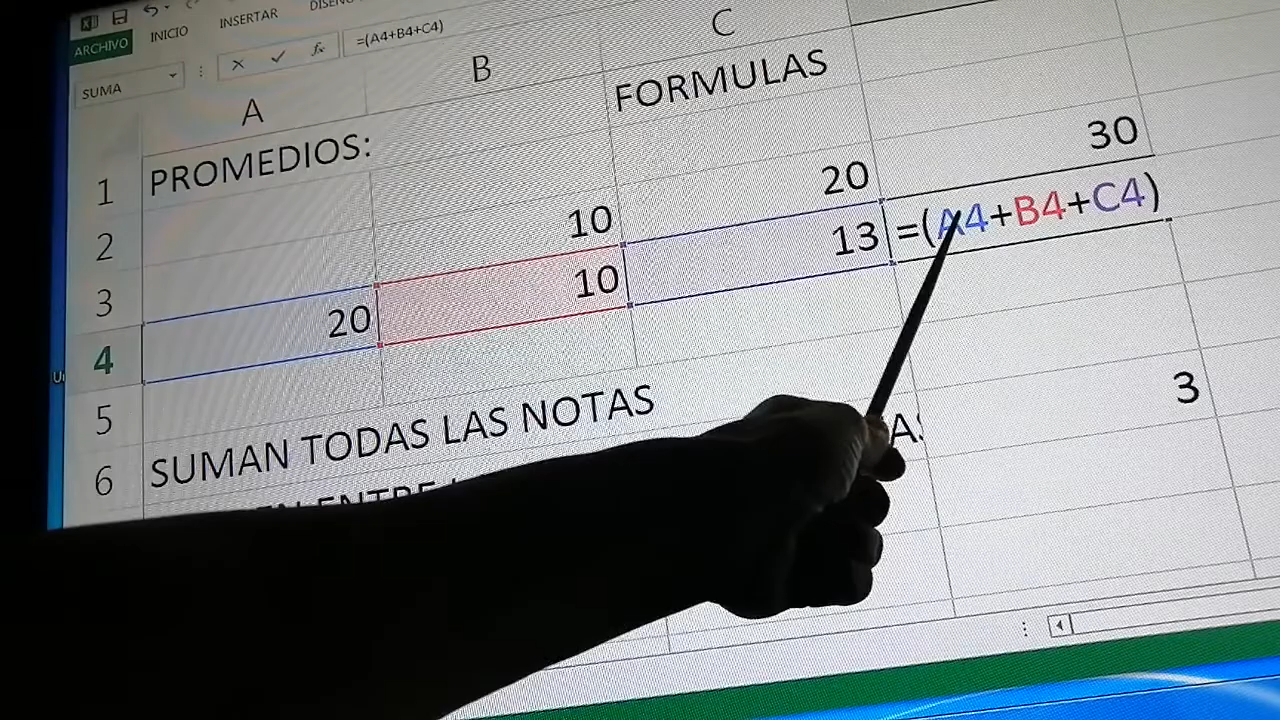 ARCHIVO INICIO INSERTAR
SUMA =(A4+B4+C4)
A B C
1 PROMEDIOS: FORMULAS
2
3 10 20 30
4 20 10 13 =(A4+B4+C4)
5
6 SUMAN TODAS LAS NOTAS 3
ENTRE